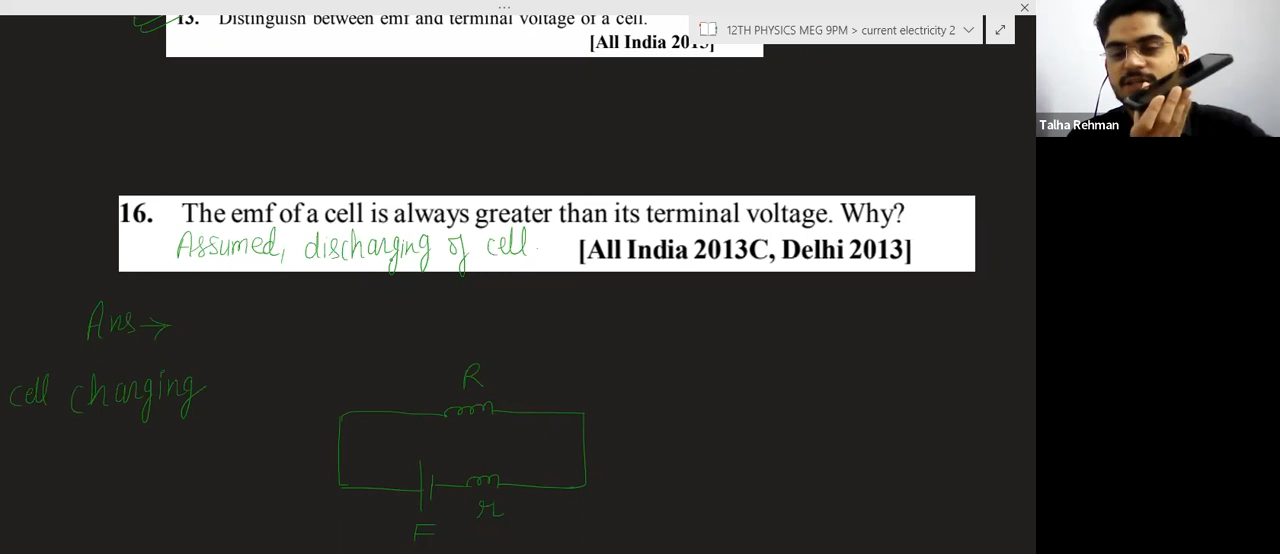 13. Distinguish between emf and terminal voltage of a cell.
[All India 2015]
12TH PHYSICS MEG 9PM > current electricity 2
Talha Rehman
16. The emf of a cell is always greater than its terminal voltage. Why?
Assumed, discharging of cell. [All India 2013C, Delhi 2013]
Ans →
cell charging
R
r
E